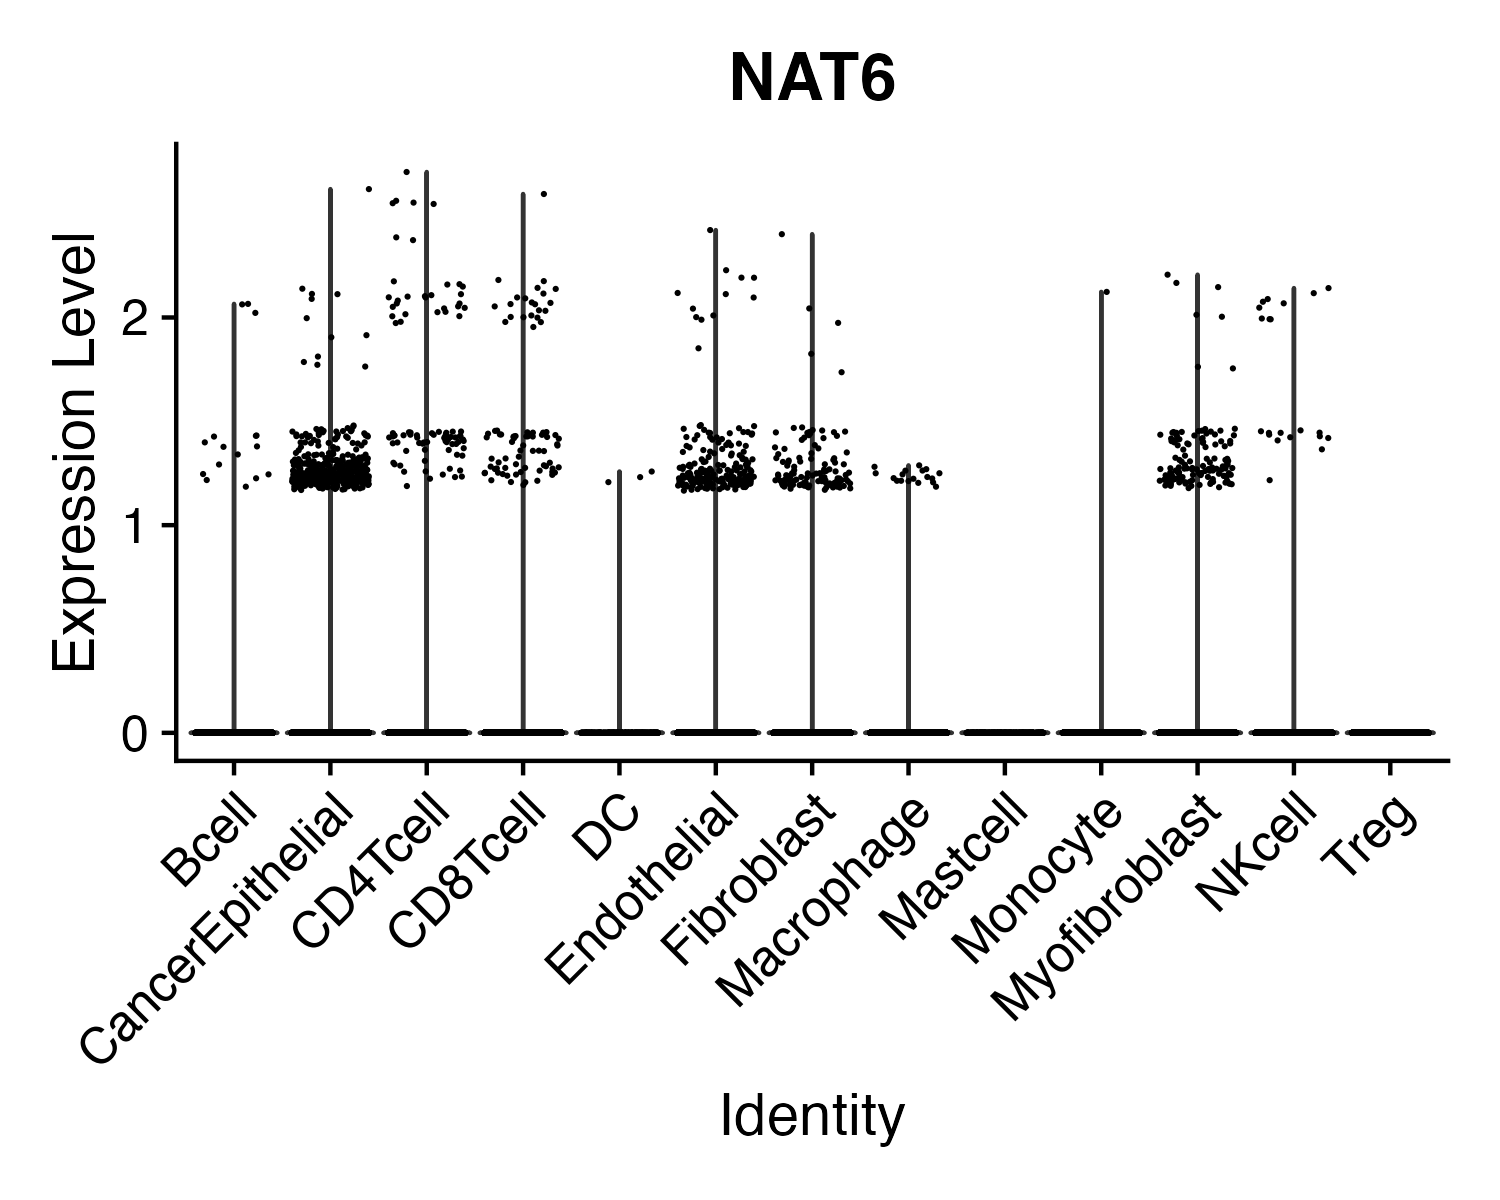 NAT6
Expression Level
2
1
0
Bcell
CancerEpithelial
CD4Tcell
CD8Tcell
DC
Endothelial
Fibroblast
Macrophage
Mastcell
Monocyte
Myofibroblast
NKcell
Treg
Identity